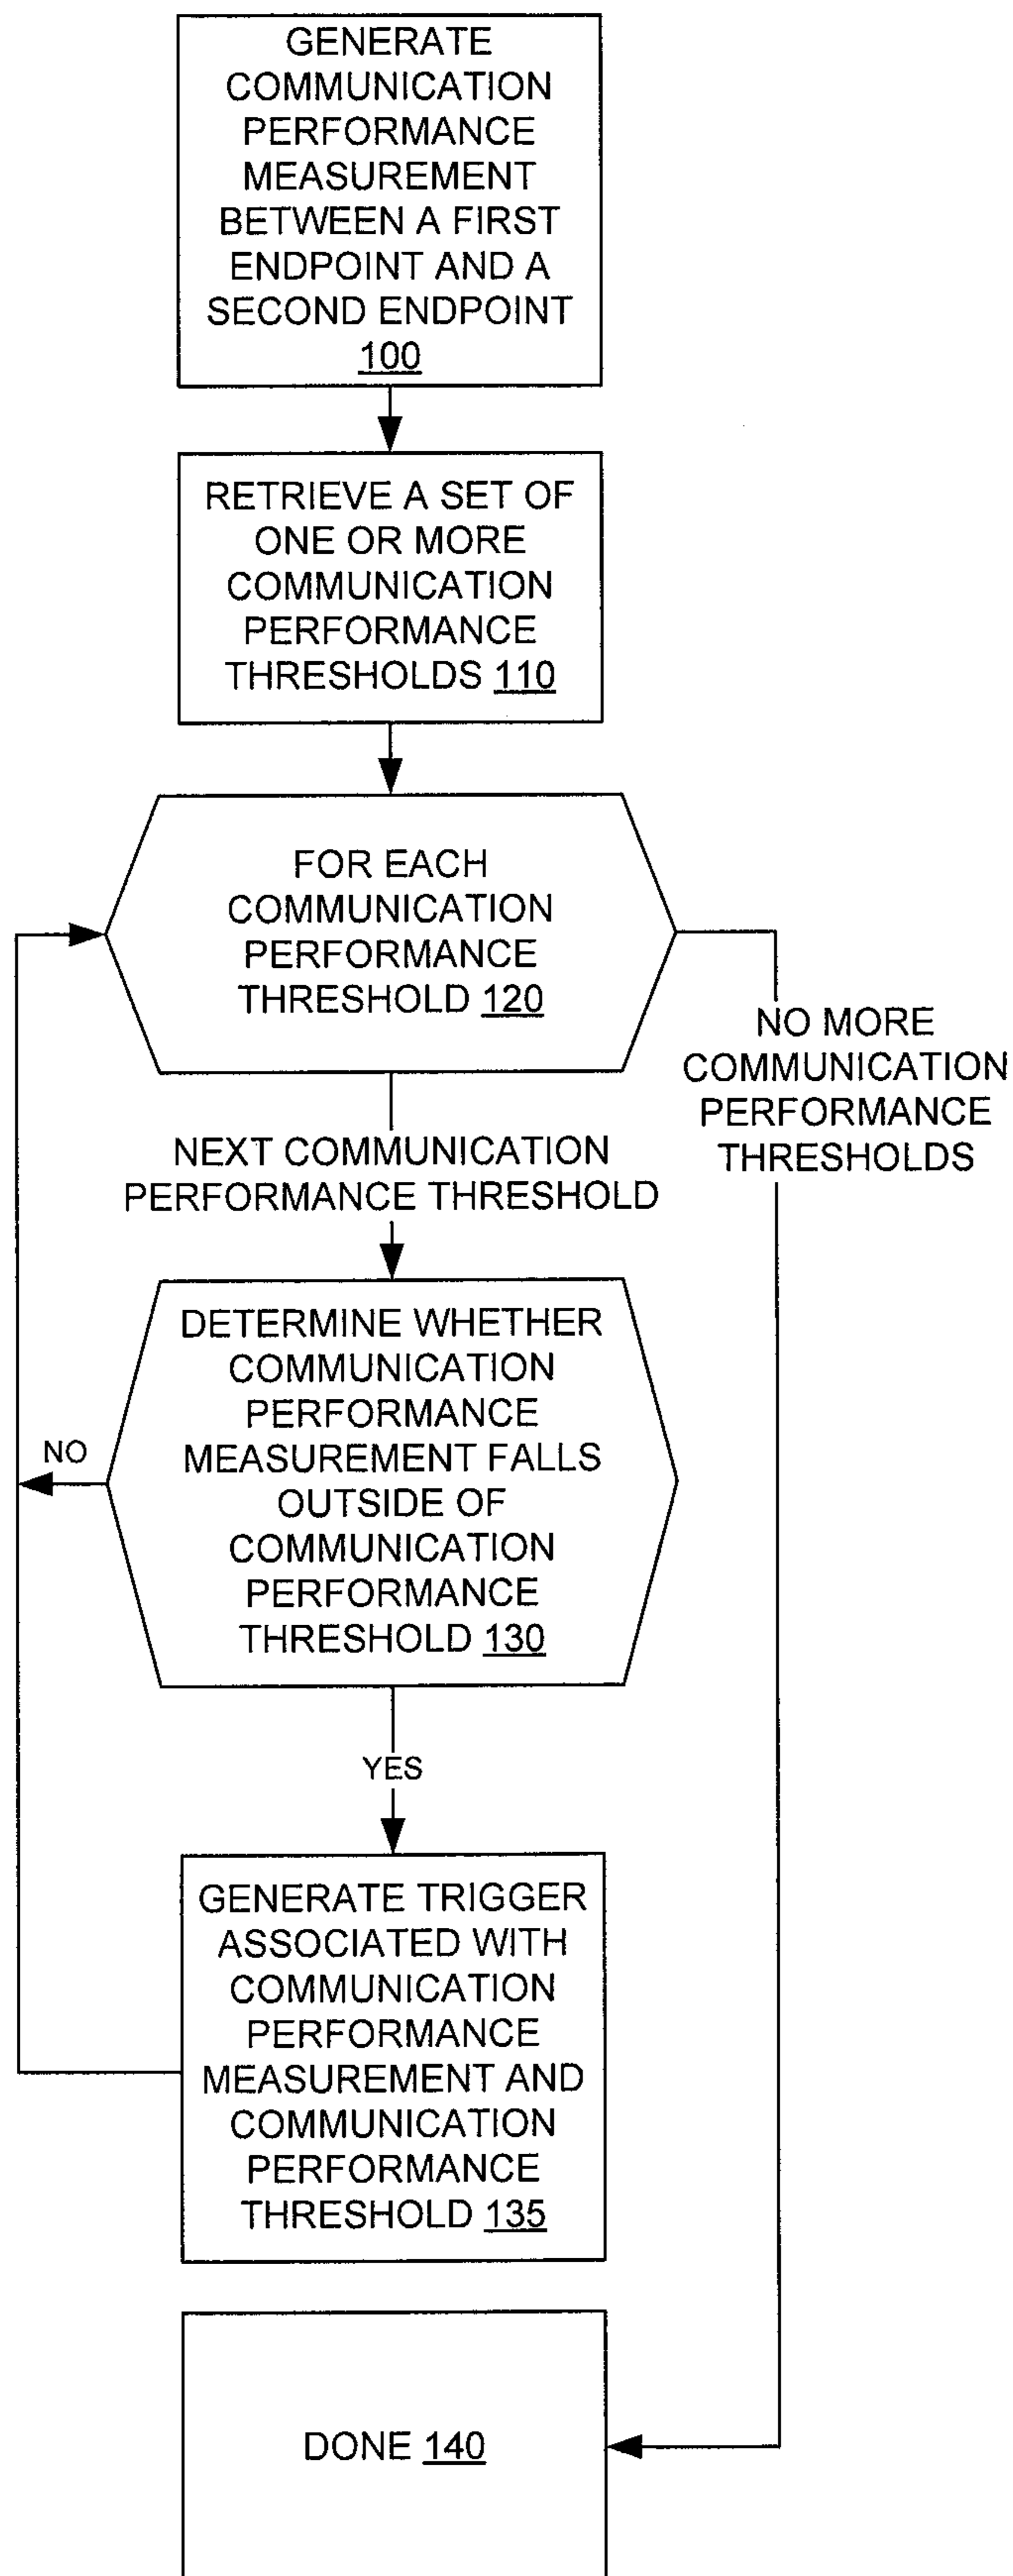 GENERATE
COMMUNICATION
PERFORMANCE
MEASUREMENT
BETWEEN A FIRST
ENDPOINT AND A
SECOND ENDPOINT
100
RETRIEVE A SET OF
ONE OR MORE
COMMUNICATION
PERFORMANCE
THRESHOLDS 110
FOR EACH
COMMUNICATION
PERFORMANCE
THRESHOLD 120
NO MORE
COMMUNICATION
PERFORMANCE
THRESHOLDS
NEXT COMMUNICATION
PERFORMANCE THRESHOLD
DETERMINE WHETHER
COMMUNICATION
PERFORMANCE
MEASUREMENT FALLS
OUTSIDE OF
COMMUNICATION
PERFORMANCE
THRESHOLD 130
NO
YES
GENERATE TRIGGER
ASSOCIATED WITH
COMMUNICATION
PERFORMANCE
MEASUREMENT AND
COMMUNICATION
PERFORMANCE
THRESHOLD 135
DONE 140